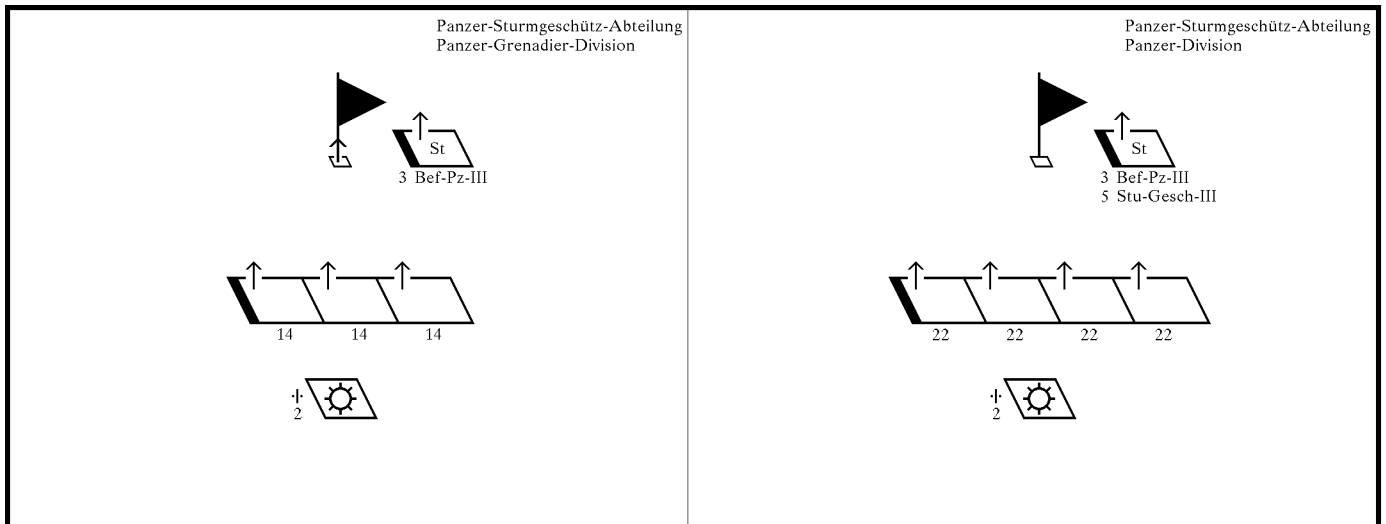 Panzer-Sturmgeschütz-Abteilung
Panzer-Grenadier-Division
St
3 Bef-Pz-III
14 14 14
2
Panzer-Sturmgeschütz-Abteilung
Panzer-Division
St
3 Bef-Pz-III
5 Stu-Gesch-III
22 22 22 22
2